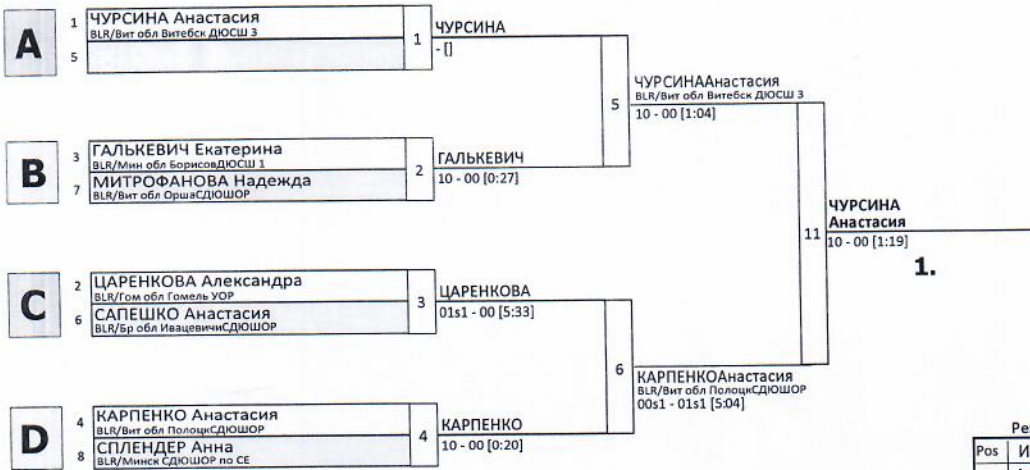 A
1 ЧУРСИНА Анастасия
BLR/Вит обл Витебск ДЮСШ 3
5
1
ЧУРСИНА
- []
B
3 ГАЛЬКЕВИЧ Екатерина
BLR/Мин обл БорисовДЮСШ 1
7 МИТРОФАНОВА Надежда
BLR/Вит обл ОршаСДЮШОР
2
ГАЛЬКЕВИЧ
10 - 00 [0:27]
5
ЧУРСИНААнастасия
BLR/Вит обл Витебск ДЮСШ 3
10 - 00 [1:04]
C
2 ЦАРЕНКОВА Александра
BLR/Гом обл Гомель УОР
6 САПЕШКО Анастасия
BLR/Бр обл ИвацевичиСДЮШОР
3
ЦАРЕНКОВА
01s1 - 00 [5:33]
D
4 КАРПЕНКО Анастасия
BLR/Вит обл ПолоцкСДЮШОР
8 СПЛЕНДЕР Анна
BLR/Минск СДЮШОР по СЕ
4
КАРПЕНКО
10 - 00 [0:20]
6
КАРПЕНКОАнастасия
BLR/Вит обл ПолоцкСДЮШОР
00s1 - 01s1 [5:04]
11
ЧУРСИНА
Анастасия
10 - 00 [1:19]
1.
Pos